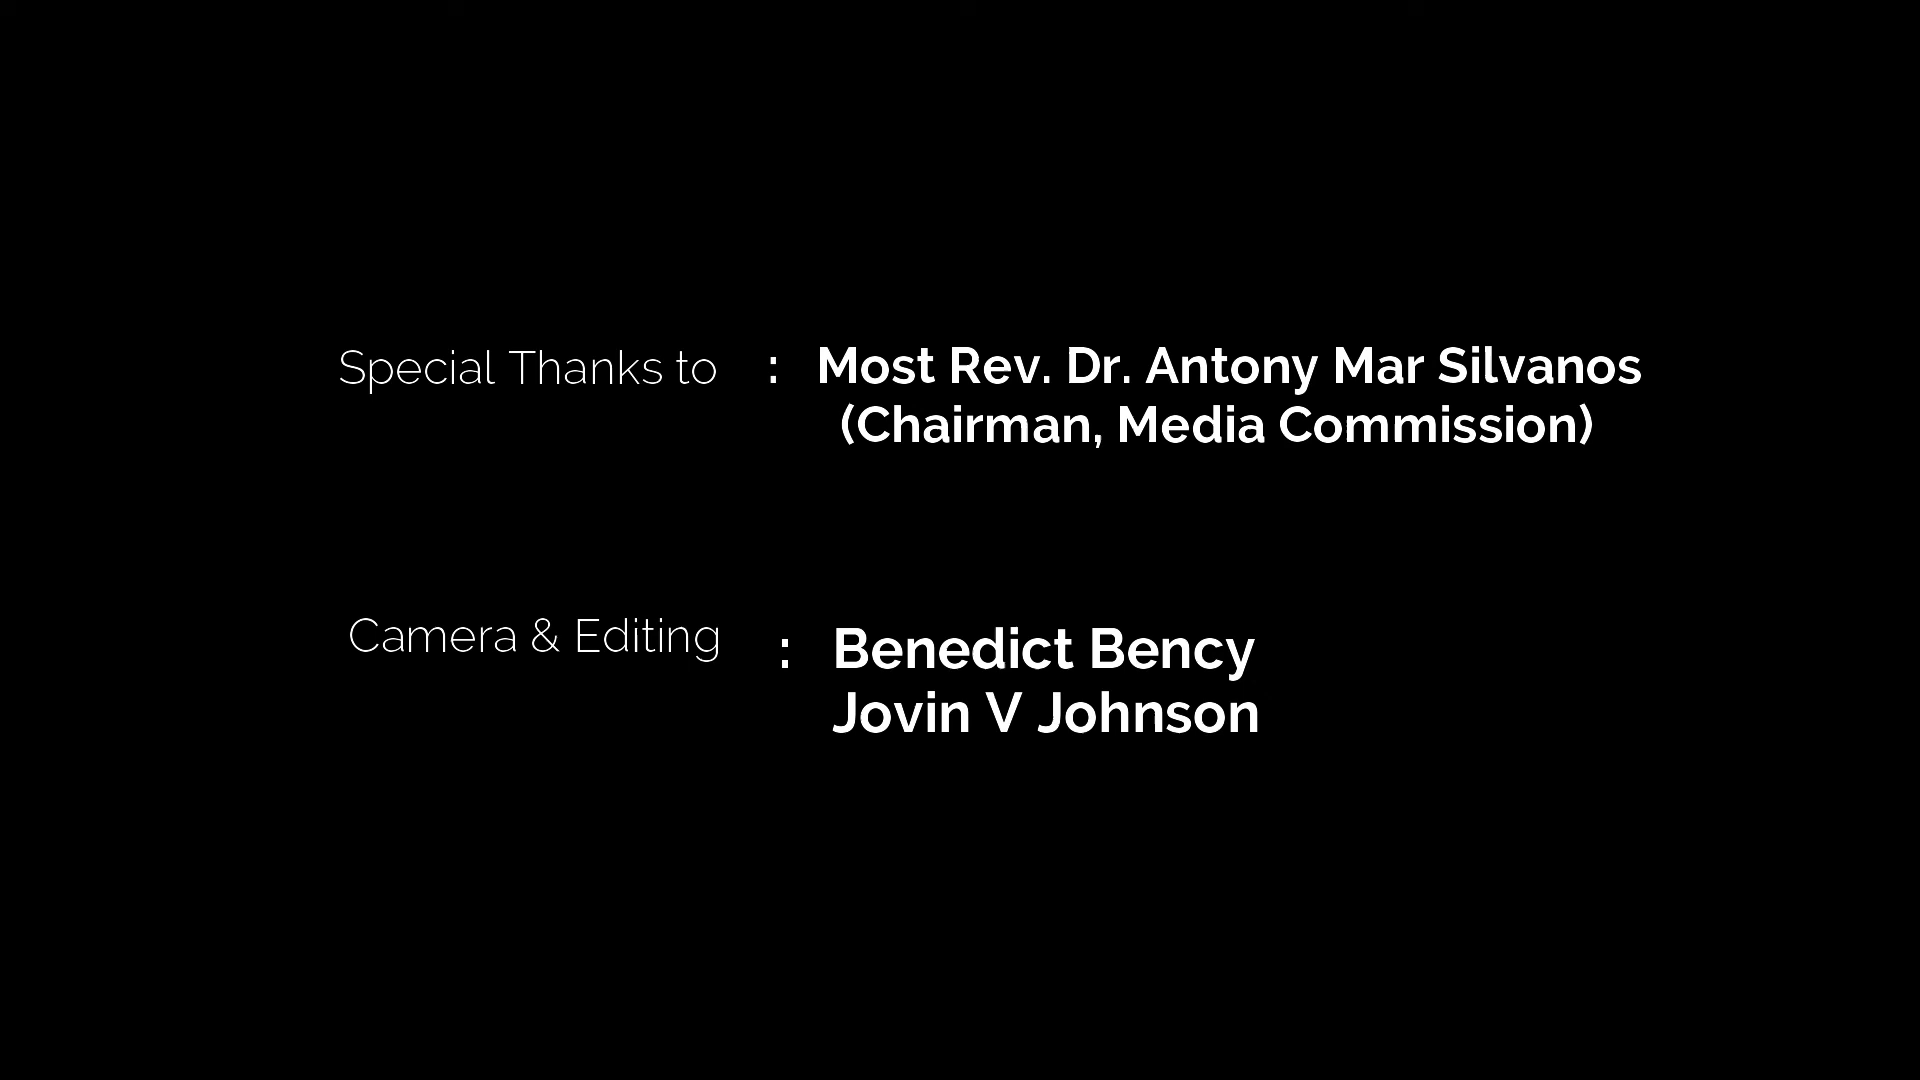 Special Thanks to : Most Rev. Dr. Antony Mar Silvanos
(Chairman, Media Commission)
Camera & Editing : Benedict Bency
Jovin V Johnson